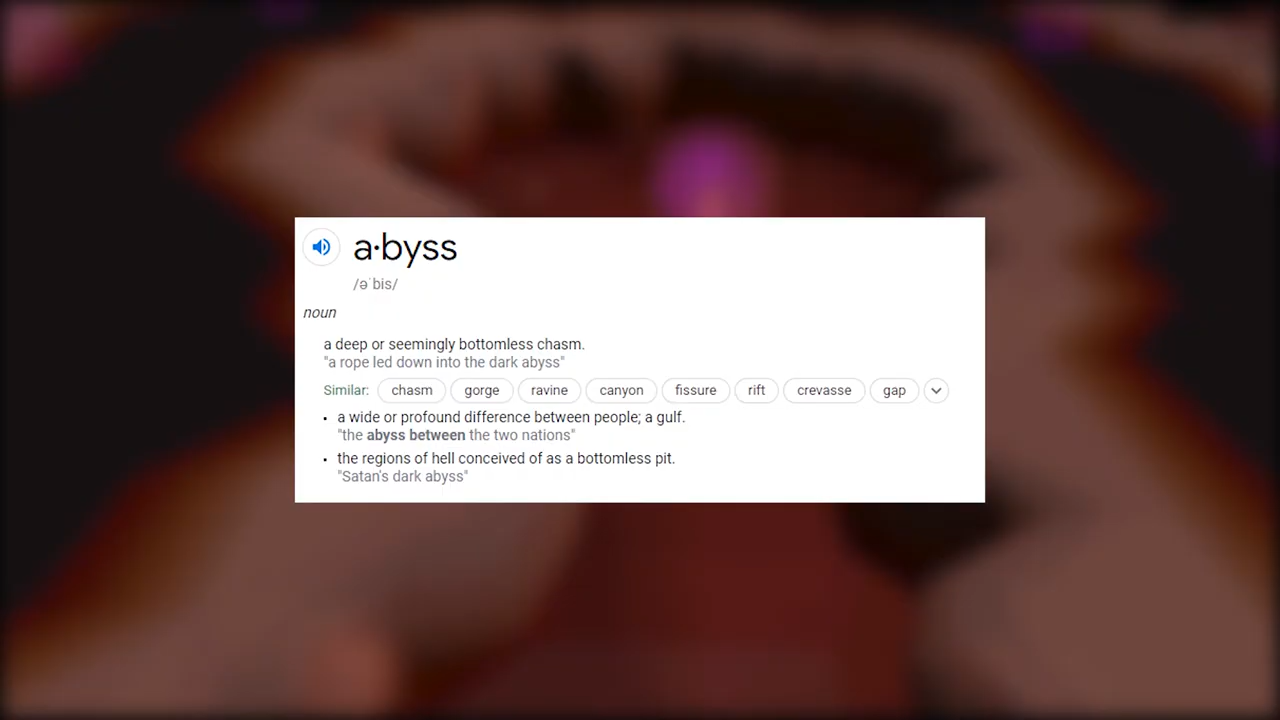 a·byss
/əˈbis/
noun
a deep or seemingly bottomless chasm.
"a rope led down into the dark abyss"
Similar: chasm gorge ravine canyon fissure rift crevasse gap
• a wide or profound difference between people; a gulf.
"the abyss between the two nations"
• the regions of hell conceived of as a bottomless pit.
"Satan's dark abyss"